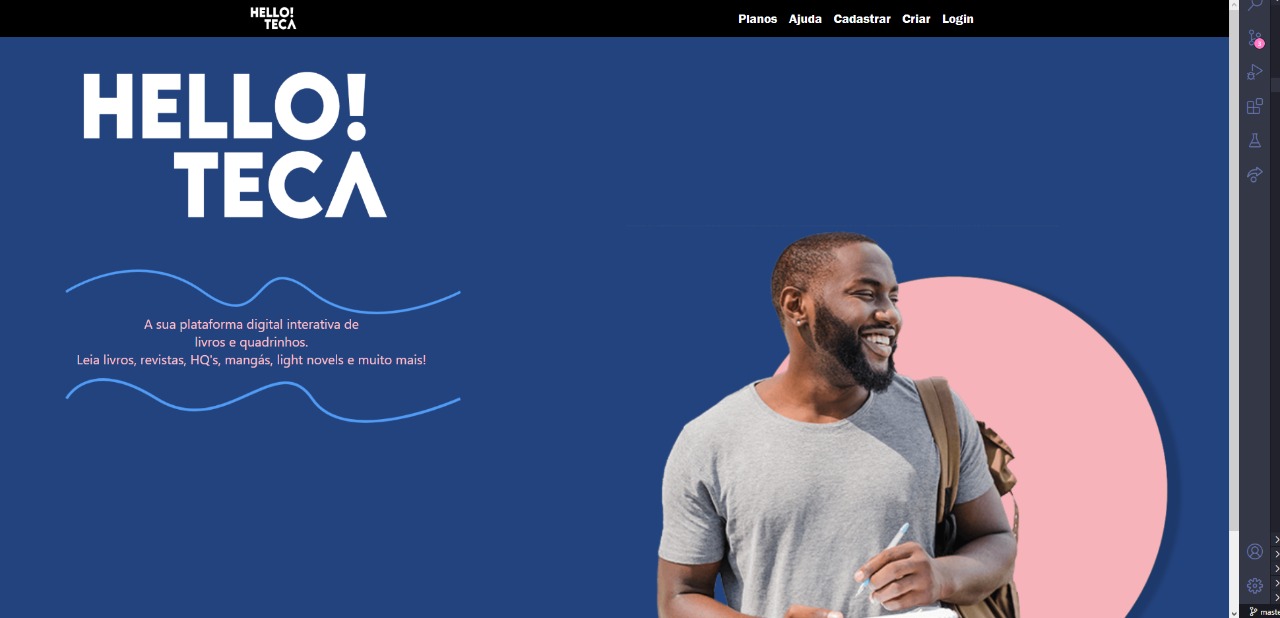 HELLO!
TECA
Planos Ajuda Cadastrar Criar Login
HELLO!
TECA
A sua plataforma digital interativa de
livros e quadrinhos.
Leia livros, revistas, HQ's, mangás, light novels e muito mais!